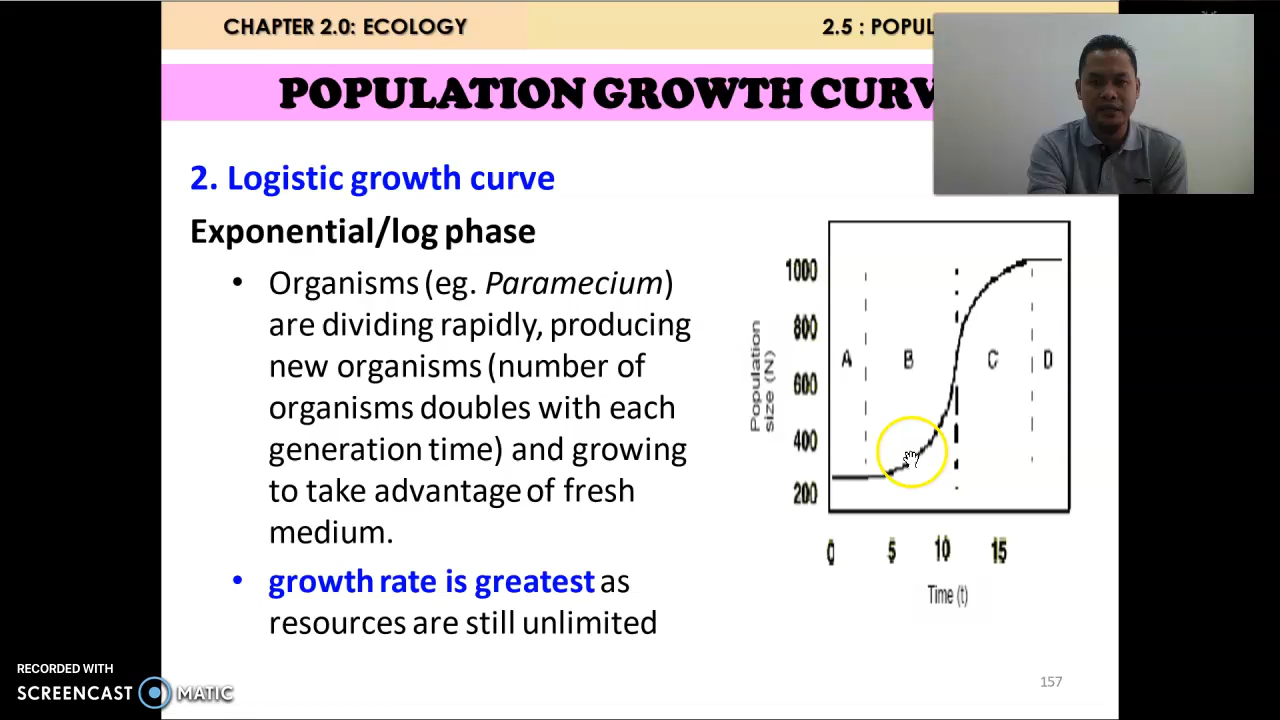 CHAPTER 2.0: ECOLOGY
2.5 : POPUL
POPULATION GROWTH CURV
2. Logistic growth curve
Exponential/log phase
• Organisms (eg. Paramecium)
are dividing rapidly, producing
new organisms (number of
organisms doubles with each
generation time) and growing
to take advantage of fresh
medium.
• growth rate is greatest as
resources are still unlimited
Population
size (N)
1000
800
600
400
200
A B C D
0 5 10 15
Time (t)
157
RECORDED WITH
SCREENCAST MATIC